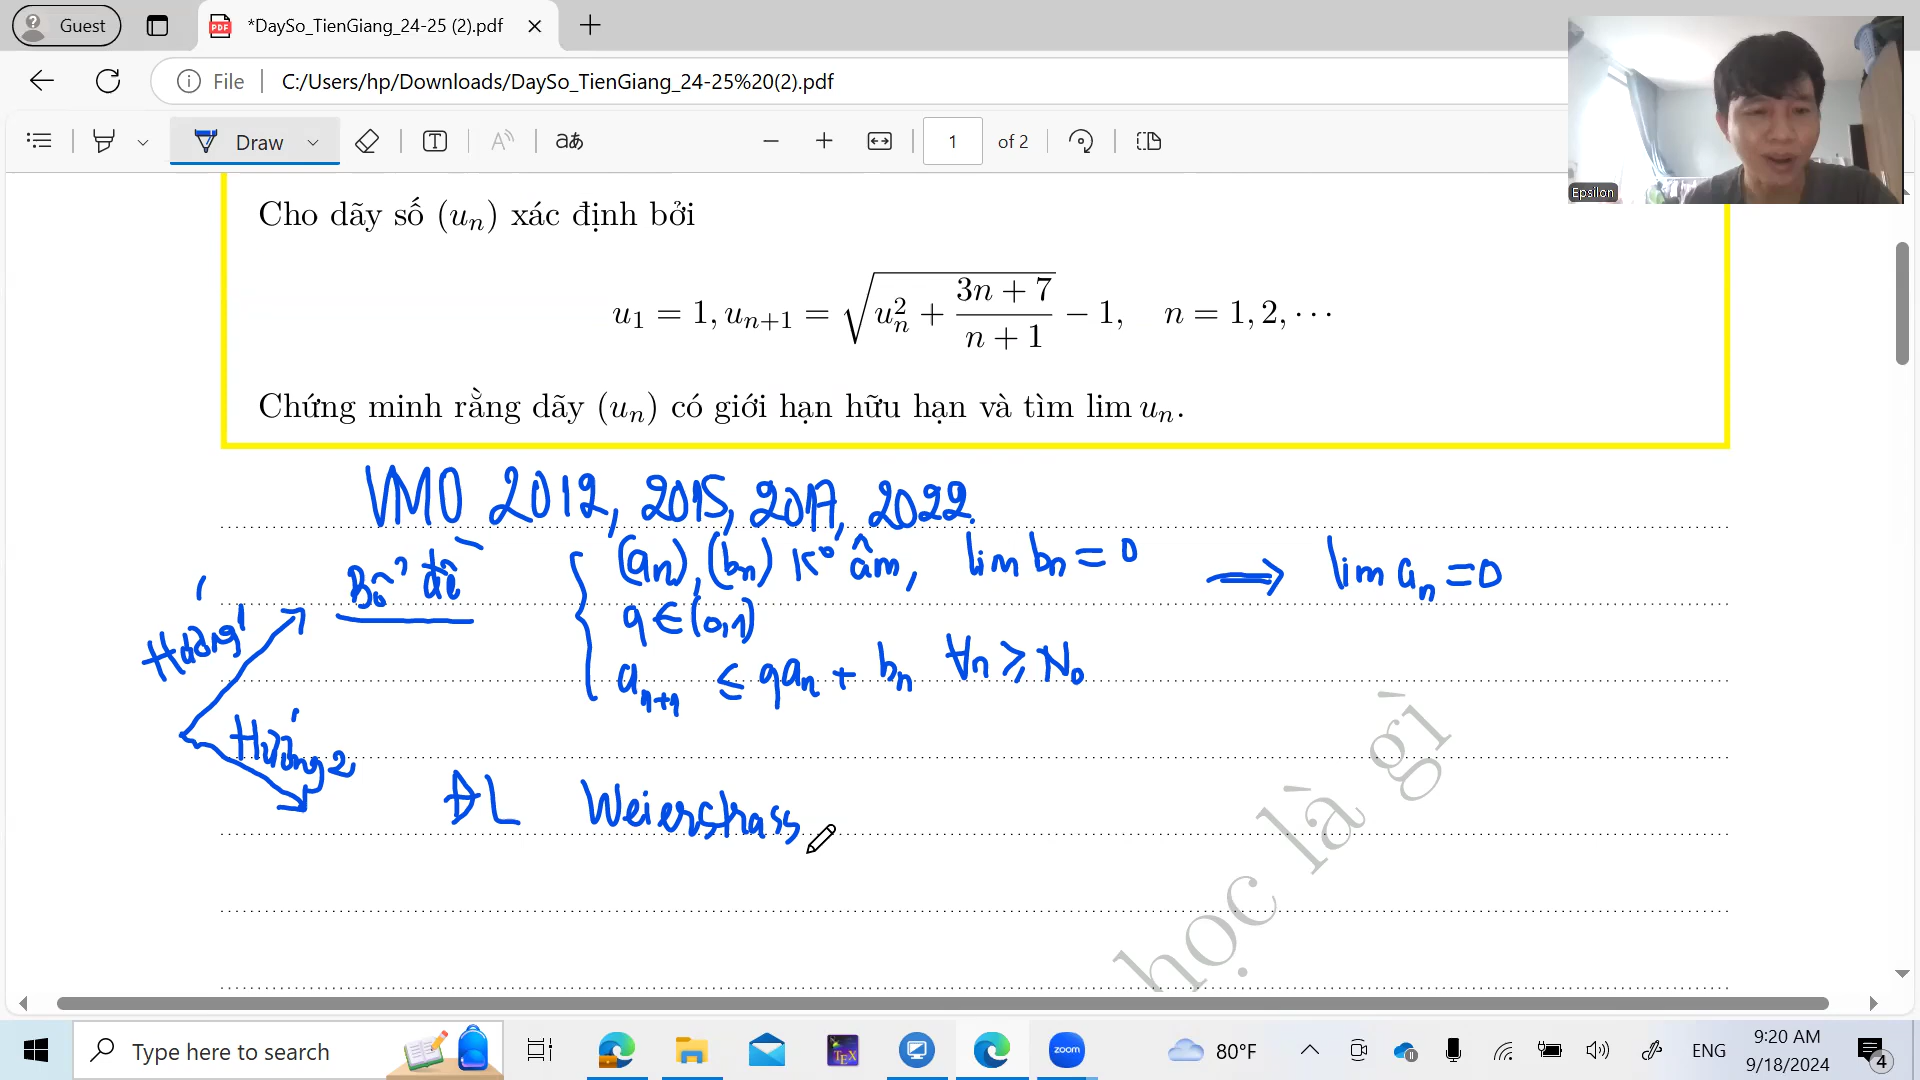 Guest
*DaySo_TienGiang_24-25 (2).pdf
File
C:/Users/hp/Downloads/DaySo_TienGiang_24-25%20(2).pdf
Draw
1 of 2
Epsilon
Cho dãy số (uₙ) xác định bởi
u₁ = 1, uₙ₊₁ = √(uₙ² + (3n + 7)/(n + 1)) − 1, n = 1, 2, ···
Chứng minh rằng dãy (uₙ) có giới hạn hữu hạn và tìm lim uₙ.
VMO 2012, 2015, 2017, 2022.
Hướng 1
Bổ đề
(aₙ), (bₙ) k° âm, lim bₙ = 0 ⟹ lim aₙ = 0
q ∈ (0,1)
aₙ₊₁ ≤ qaₙ + bₙ ∀n ≥ N₀
Hướng 2
ĐL Weierstrass
học là gì
Type here to search
TEX
zoom
80°F
ENG
9:20 AM
9/18/2024
4